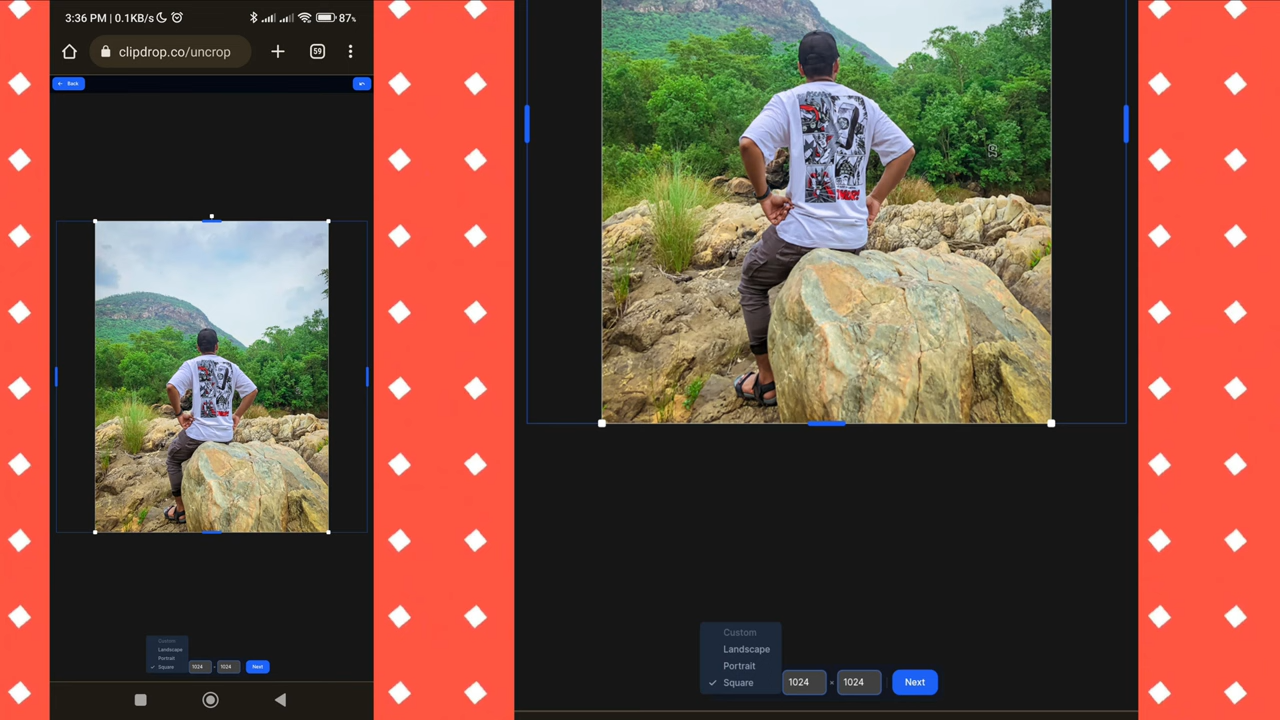 3:36 PM | 0.1KB/s
87%
clipdrop.co/uncrop
59
← Back
Custom
Landscape
Portrait
✓ Square
1024 × 1024
Next
Custom
Landscape
Portrait
✓ Square
1024 × 1024
Next